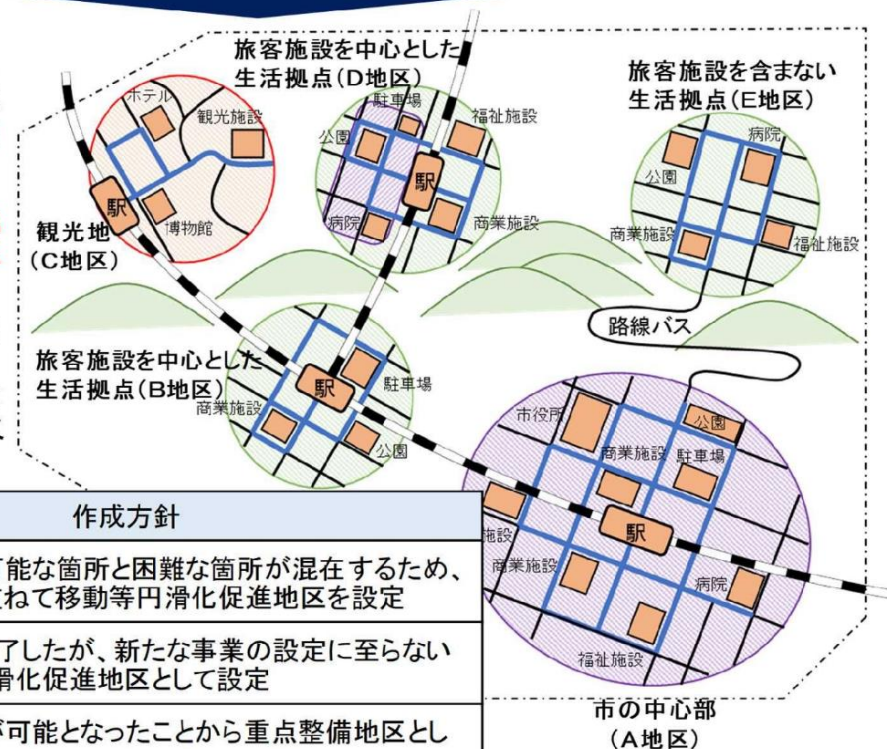 旅客施設を中心とした
生活拠点(D地区)
駐車場
福祉施設
公園
駅
病院
商業施設
旅客施設を含まない
生活拠点(E地区)
病院
公園
商業施設
福祉施設
ホテル
観光施設
駅
博物館
観光地
(C地区)
路線バス
旅客施設を中心とした
生活拠点(B地区)
駅
駐車場
商業施設
公園
市役所
公園
商業施設
駐車場
施設
駅
商業施設
病院
福祉施設
市の中心部
(A地区)
作成方針
能な箇所と困難な箇所が混在するため、
ねて移動等円滑化促進地区を設定
了したが、新たな事業の設定に至らない
滑化促進地区として設定
が可能となったことから重点整備地区とし